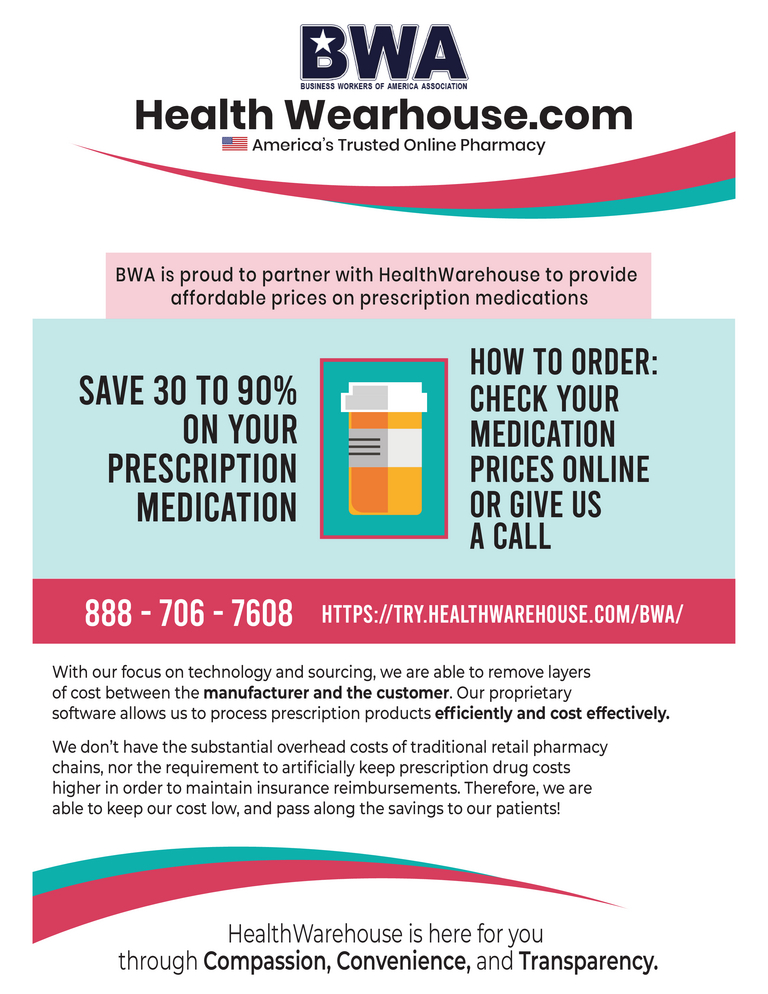 BWA
BUSINESS WORKERS OF AMERICA ASSOCIATION
Health Wearhouse.com
America's Trusted Online Pharmacy
BWA is proud to partner with HealthWarehouse to provide
affordable prices on prescription medications
SAVE 30 TO 90%
ON YOUR
PRESCRIPTION
MEDICATION
HOW TO ORDER:
CHECK YOUR
MEDICATION
PRICES ONLINE
OR GIVE US
A CALL
888 - 706 - 7608
HTTPS://TRY.HEALTHWAREHOUSE.COM/BWA/
With our focus on technology and sourcing, we are able to remove layers
of cost between the manufacturer and the customer. Our proprietary
software allows us to process prescription products efficiently and cost effectively.
We don't have the substantial overhead costs of traditional retail pharmacy
chains, nor the requirement to artificially keep prescription drug costs
higher in order to maintain insurance reimbursements. Therefore, we are
able to keep our cost low, and pass along the savings to our patients!
HealthWarehouse is here for you
through Compassion, Convenience, and Transparency.